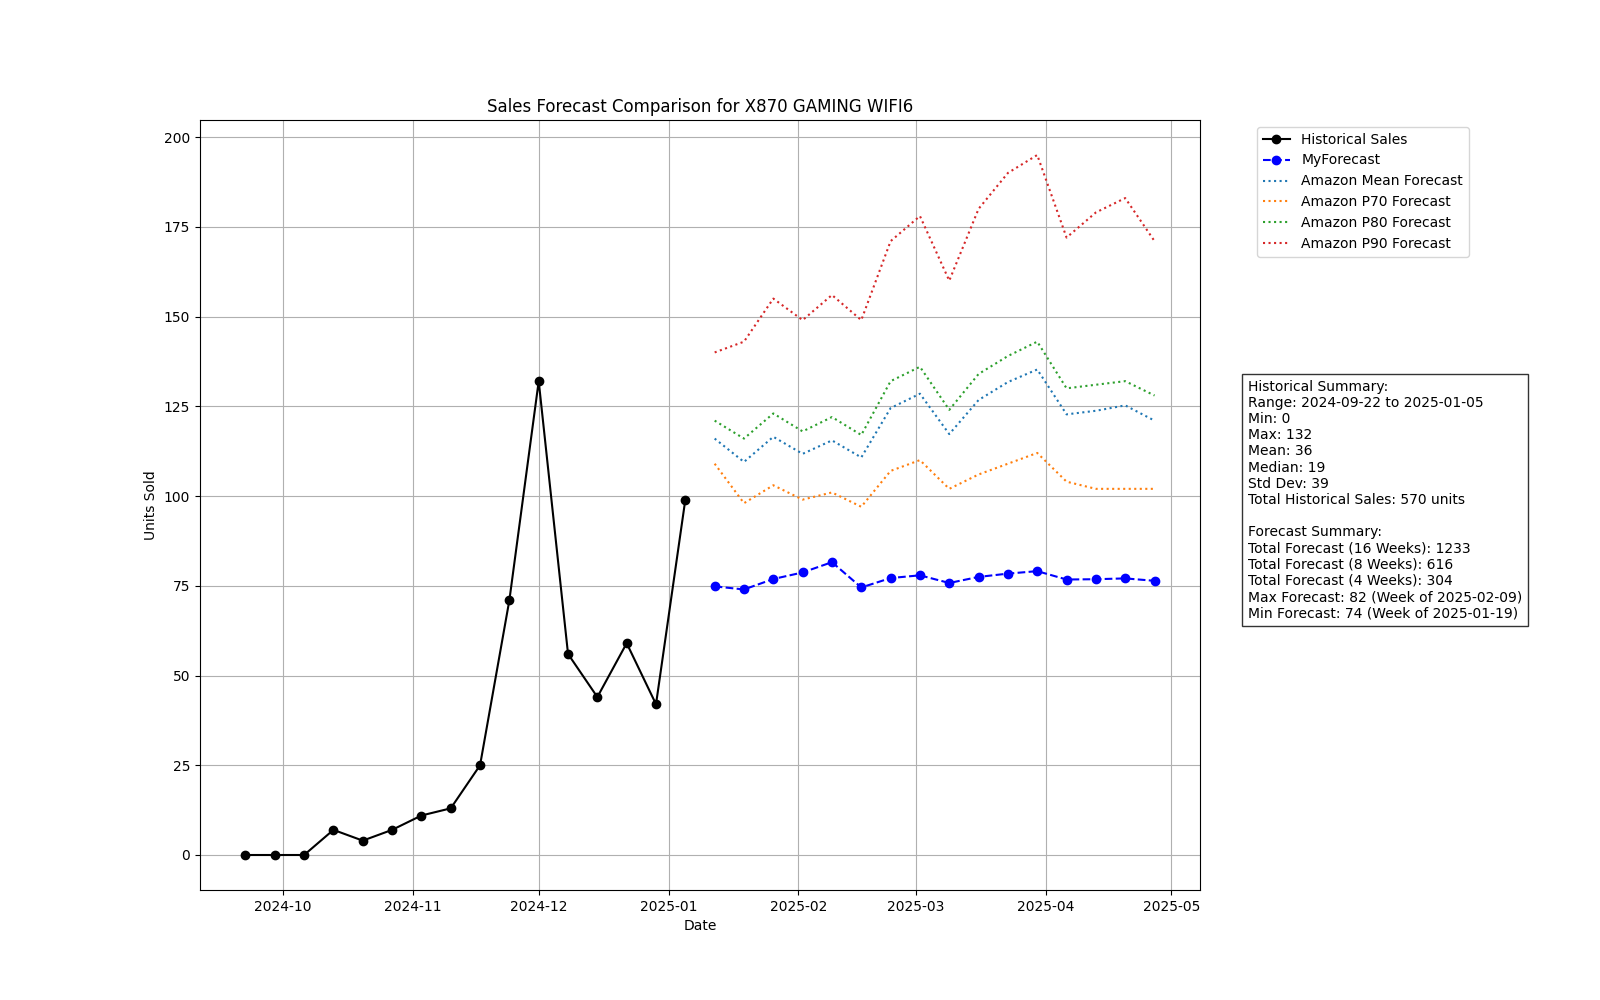 Sales Forecast Comparison for X870 GAMING WIFI6
200
175
150
125
100
75
50
25
0
Units Sold
2024-10
2024-11
2024-12
2025-01
2025-02
2025-03
2025-04
2025-05
Date
Historical Sales
MyForecast
Amazon Mean Forecast
Amazon P70 Forecast
Amazon P80 Forecast
Amazon P90 Forecast
Historical Summary:
Range: 2024-09-22 to 2025-01-05
Min: 0
Max: 132
Mean: 36
Median: 19
Std Dev: 39
Total Historical Sales: 570 units
Forecast Summary:
Total Forecast (16 Weeks): 1233
Total Forecast (8 Weeks): 616
Total Forecast (4 Weeks): 304
Max Forecast: 82 (Week of 2025-02-09)
Min Forecast: 74 (Week of 2025-01-19)